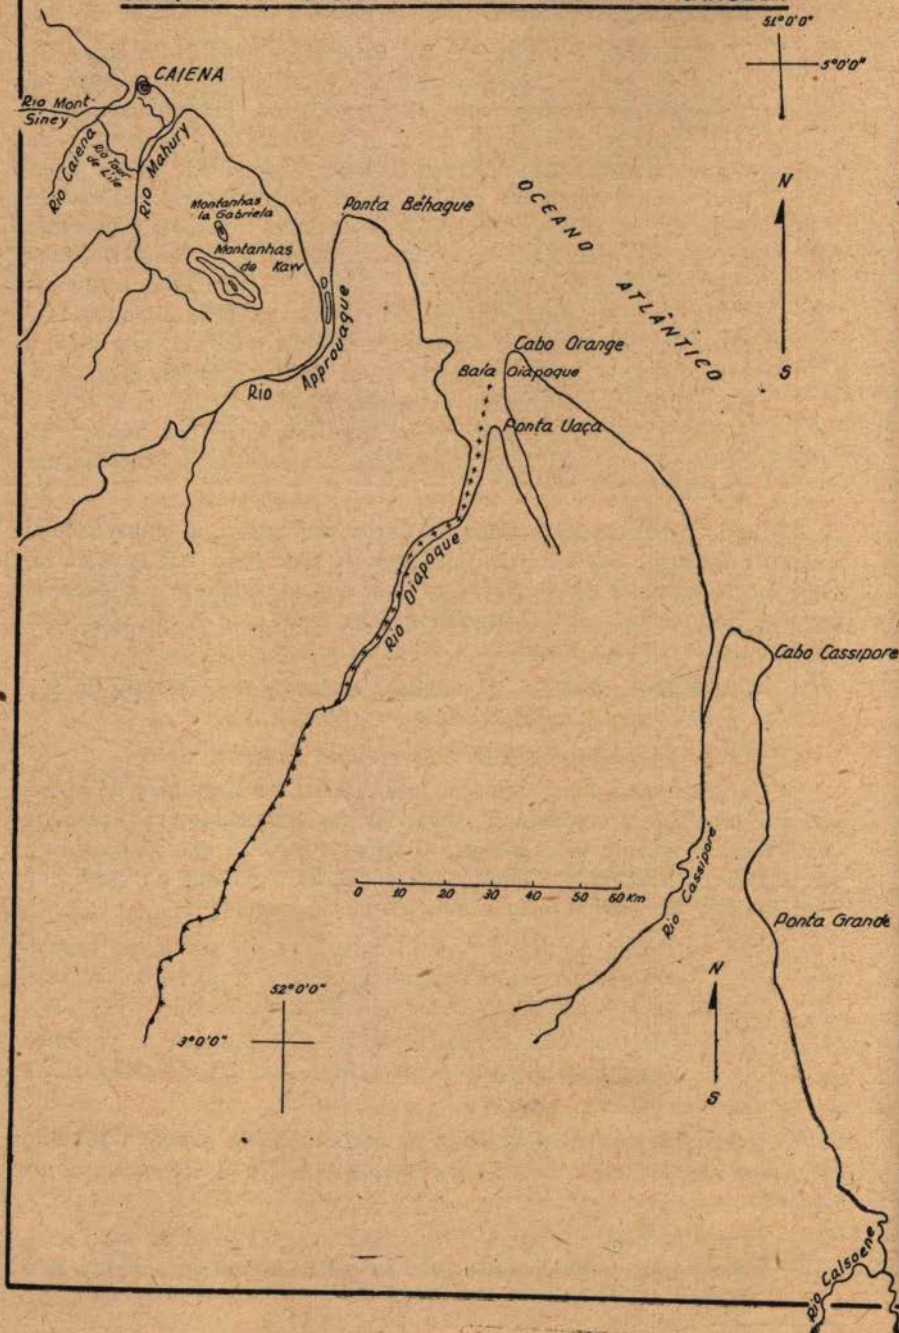 51°0'0"
5°0'0"
CAIENA
Rio Mont-
Siney
Rio Caiena
Rio Tour
de L'ile
Rio Mahury
Montanhas
la Gabriela
Montanhas
de Kaw
Ponta Béhague
OCEANO ATLÂNTICO
N
S
Rio Approuague
Cabo Orange
Baía Oiapoque
Ponta Uaçá
Rio Oiapoque
Cabo Cassipore
0 10 20 30 40 50 60 Km
Rio Cassiporé
Ponta Grande
52°0'0"
3°0'0"
N
S
Rio Calsoene